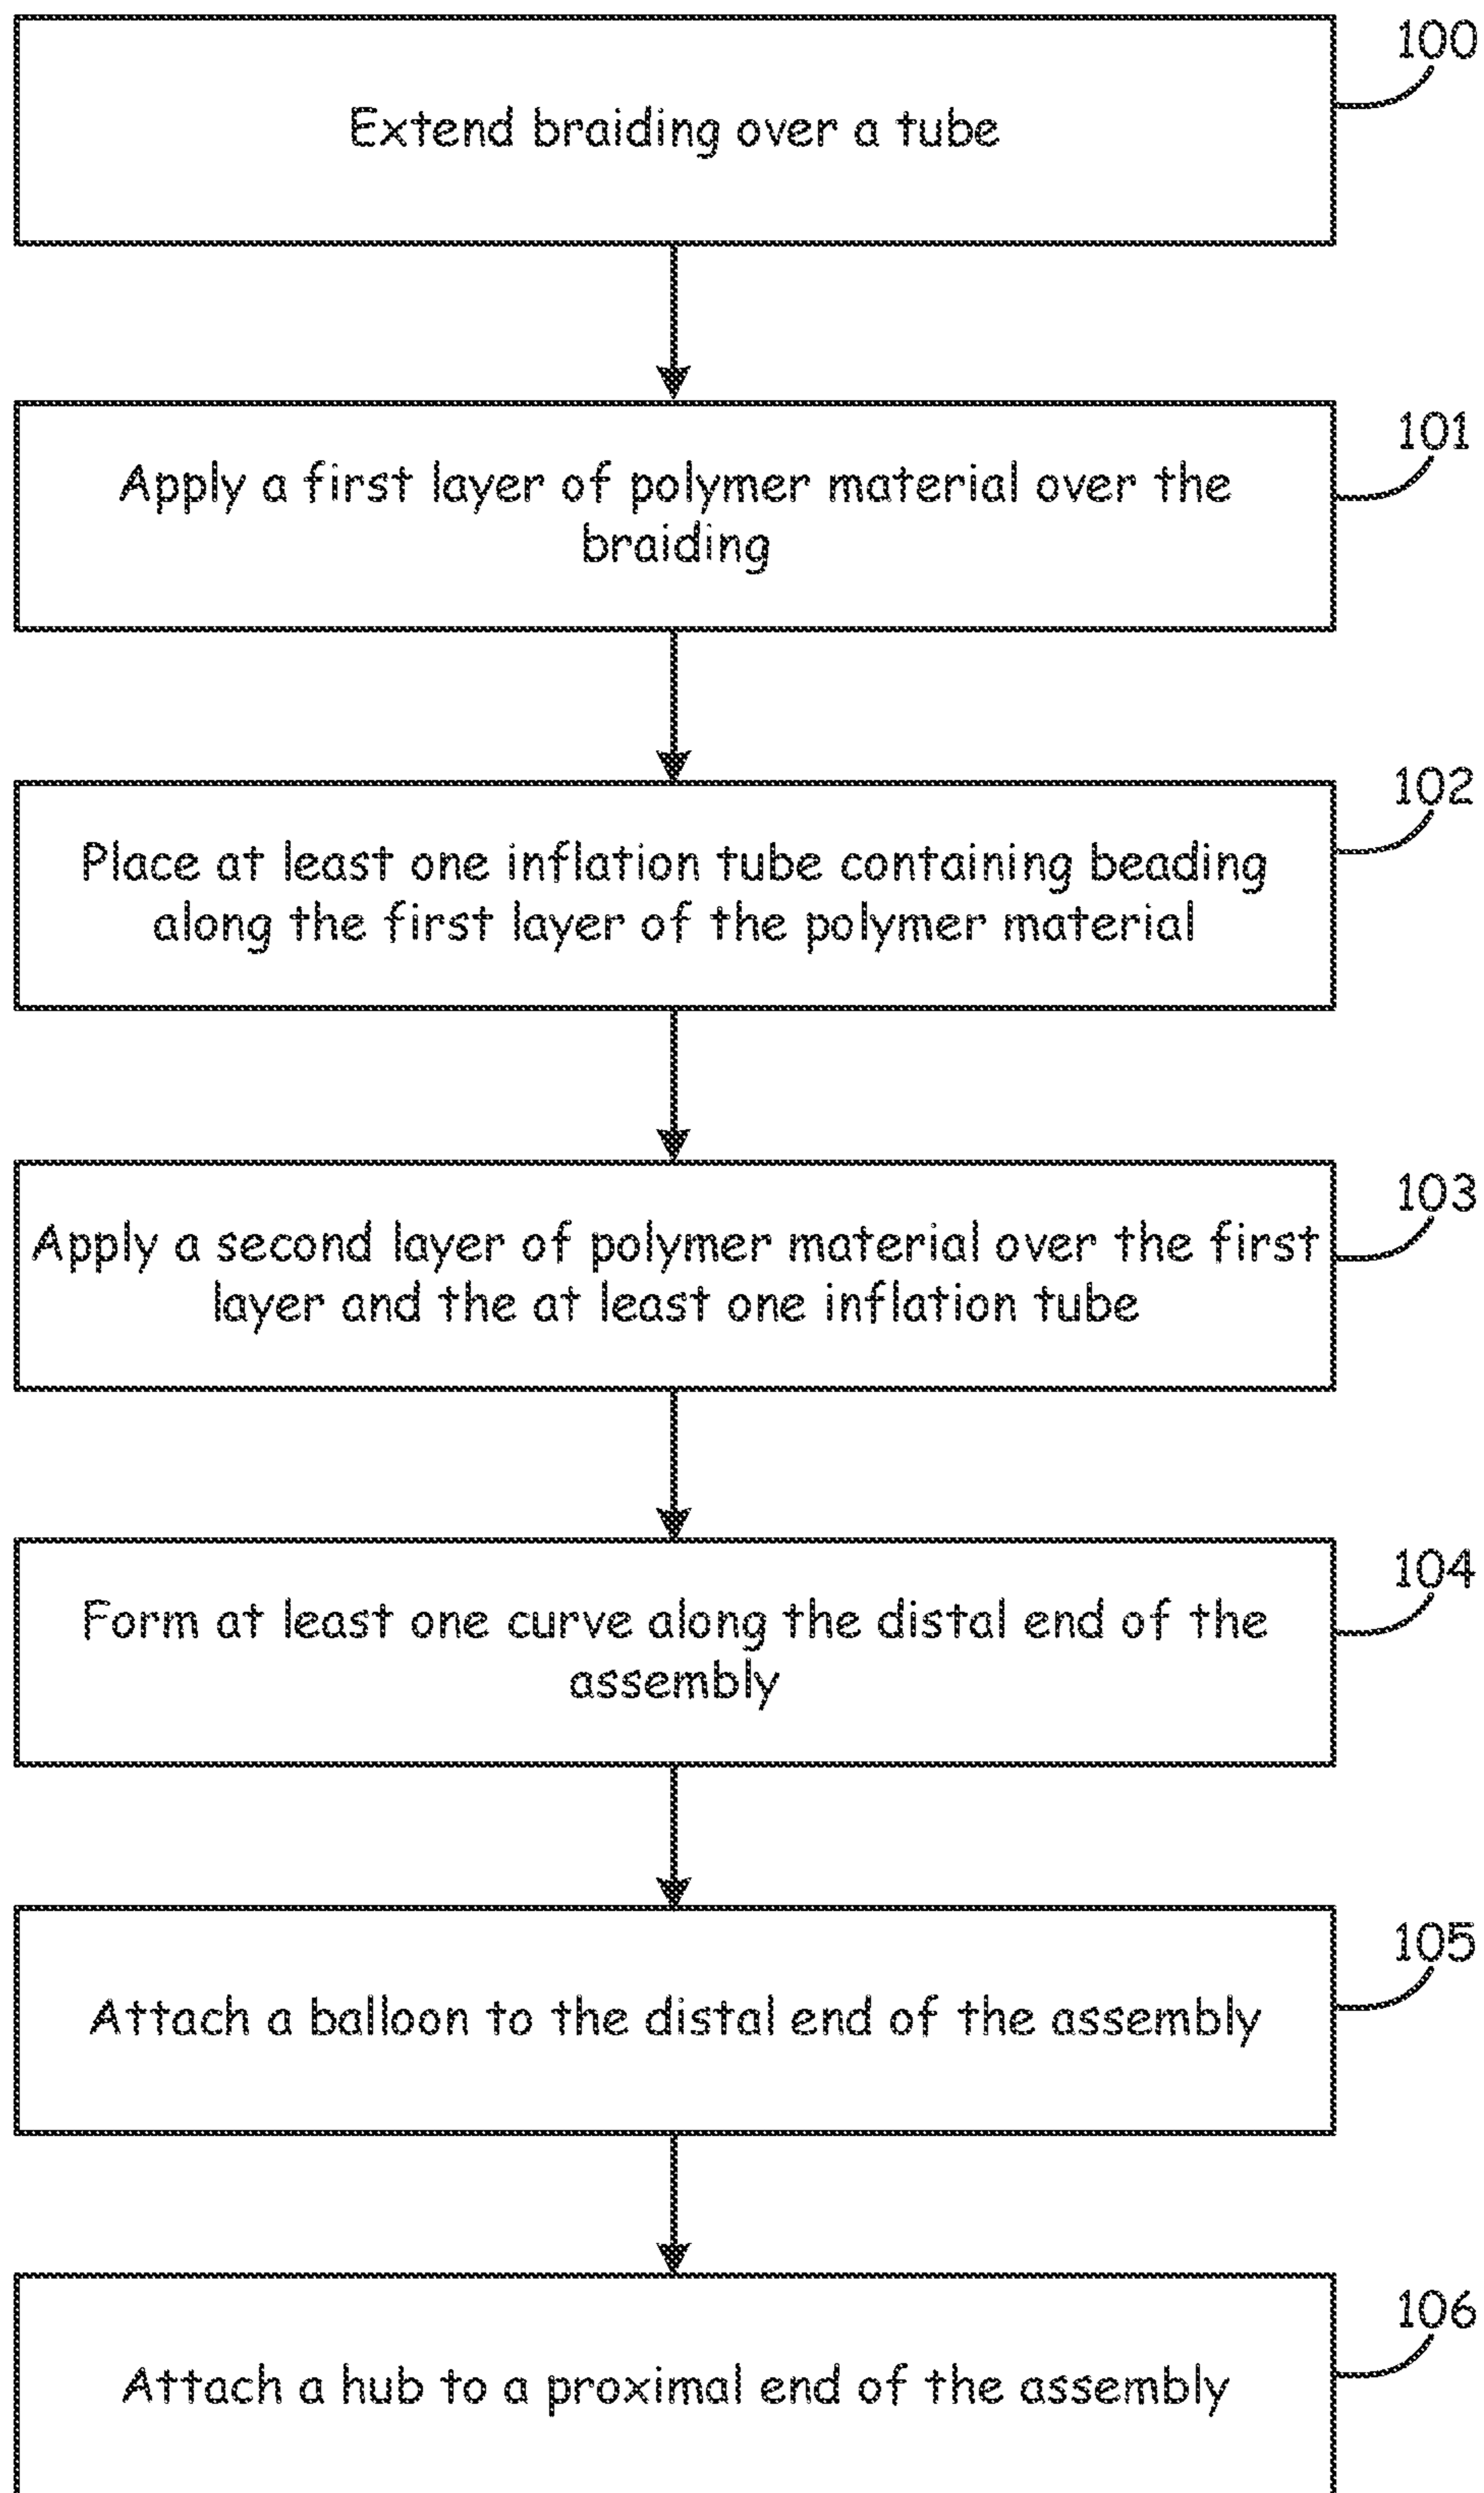 100
Extend braiding over a tube
101
Apply a first layer of polymer material over the
braiding
102
Place at least one inflation tube containing beading
along the first layer of the polymer material
103
Apply a second layer of polymer material over the first
layer and the at least one inflation tube
104
Form at least one curve along the distal end of the
assembly
105
Attach a balloon to the distal end of the assembly
106
Attach a hub to a proximal end of the assembly